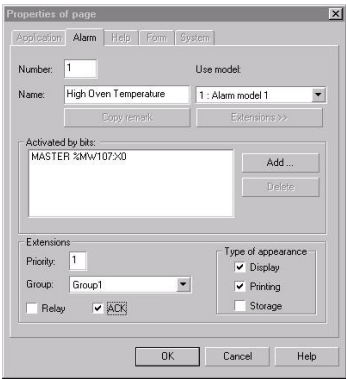 Properties of page
Application Alarm Help Form System
Number: 1 Use model:
Name: High Oven Temperature 1 : Alarm model 1
Copy remark Extensions >>
Activated by bits:
MASTER %MW107:X0
Add ...
Delete
Extensions
Priority: 1
Group: Group1
Relay ACK
Type of appearance
Display
Printing
Storage
OK Cancel Help